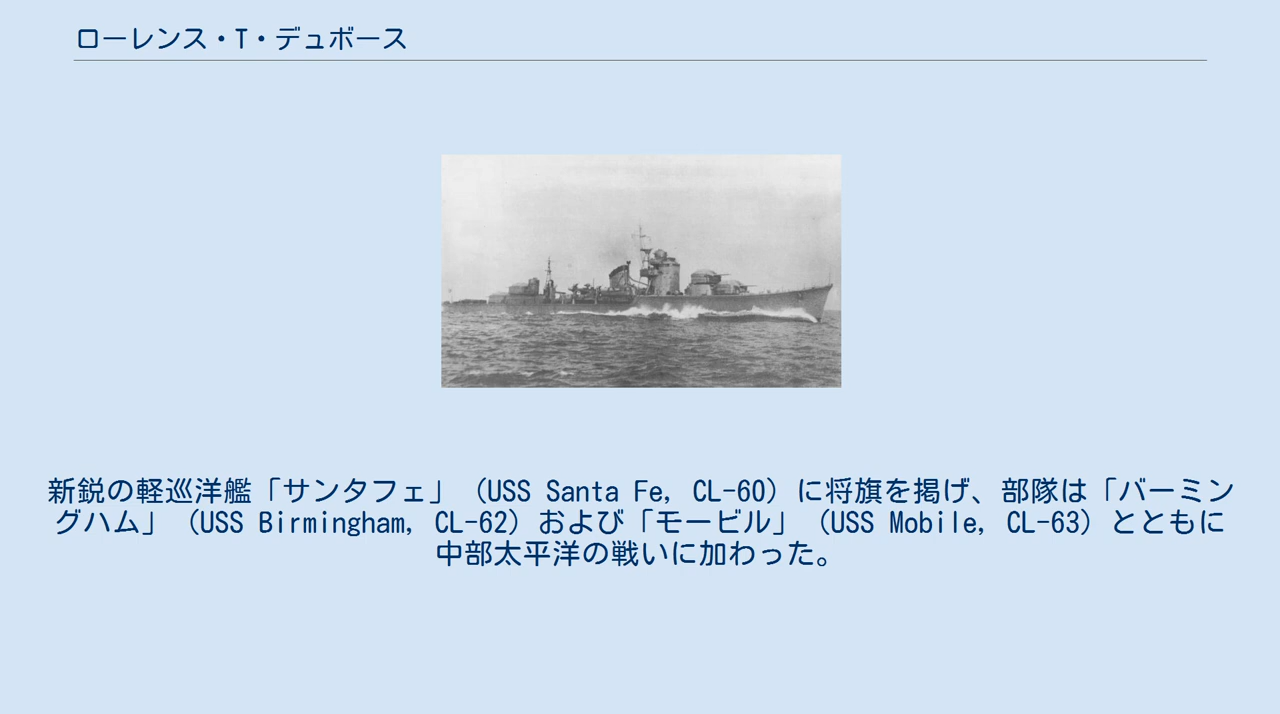 ローレンス・T・デュボース
新鋭の軽巡洋艦「サンタフェ」（USS Santa Fe, CL-60）に将旗を掲げ、部隊は「バーミン
グハム」（USS Birmingham, CL-62）および「モービル」（USS Mobile, CL-63）とともに
中部太平洋の戦いに加わった。